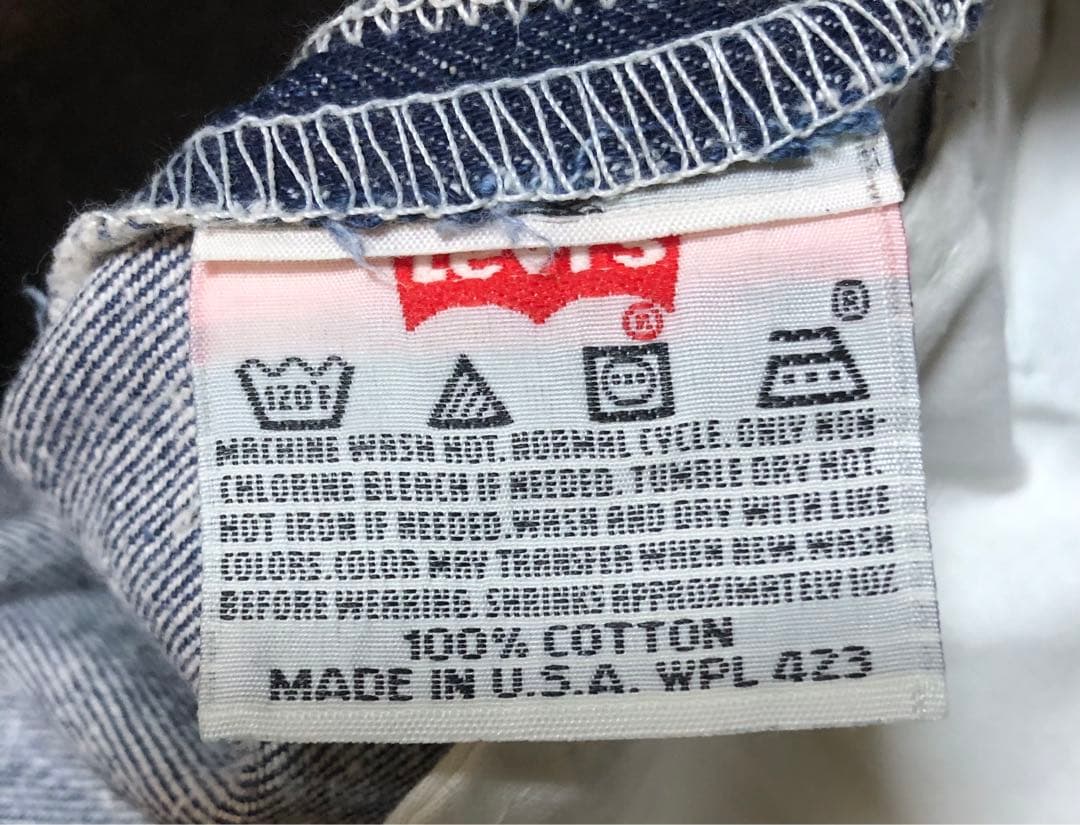 Levi's
®
®
120°F
MACHINE WASH HOT. NORMAL CYCLE. ONLY NON
CHLORINE BLEACH IF NEEDED. TUMBLE DRY HOT.
HOT IRON IF NEEDED.WASH AND DRY WITH LIKE
COLORS.COLOR MAY TRANSFER WHEN NEW.WASH
BEFORE WEARING. SHRINKS APPROXIMATELY 10%.
100% COTTON
MADE IN U.S.A. WPL 423